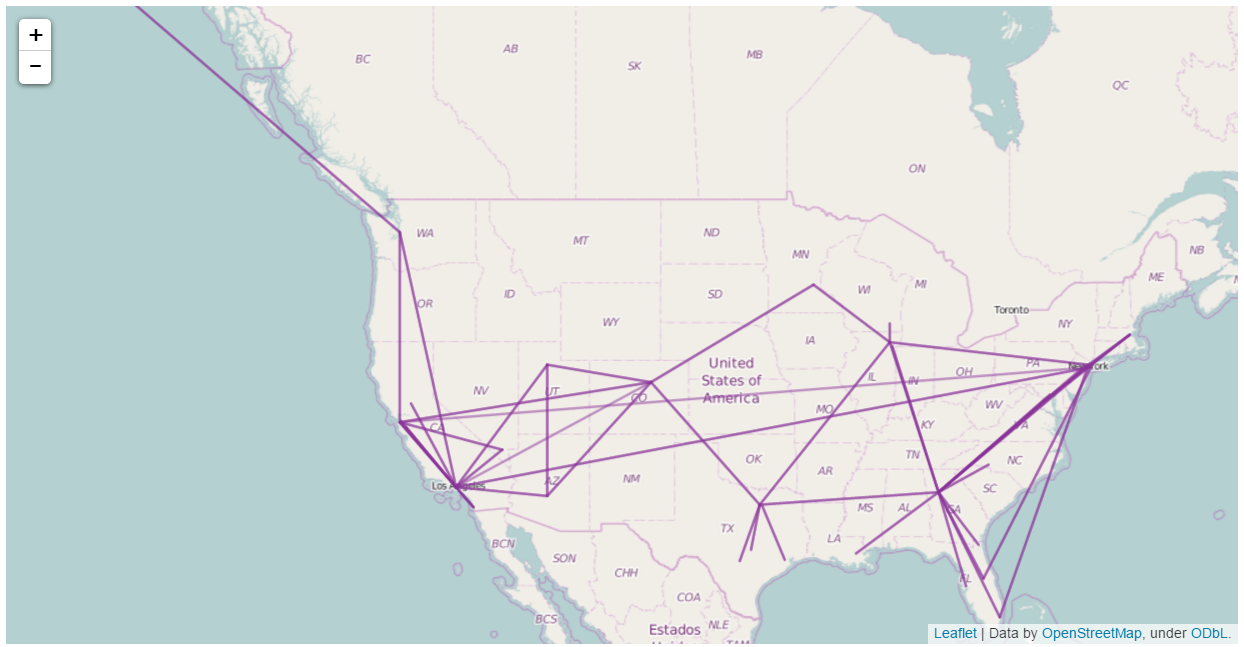 +
−
BC
AB
SK
MB
QC
ON
WA
MT
ND
MN
NB
ME
OR
ID
SD
WI
MI
Toronto
NY
WY
IA
United
States of
America
NV
UT
CO
IL
IN
OH
PA
New York
CA
MO
KY
WV
VA
Los Angeles
AZ
NM
OK
AR
TN
NC
SC
TX
MS
AL
GA
LA
BCN
SON
CHH
FL
COA
BCS
NLE
Estados
TAM
Leaflet | Data by OpenStreetMap, under ODbL.